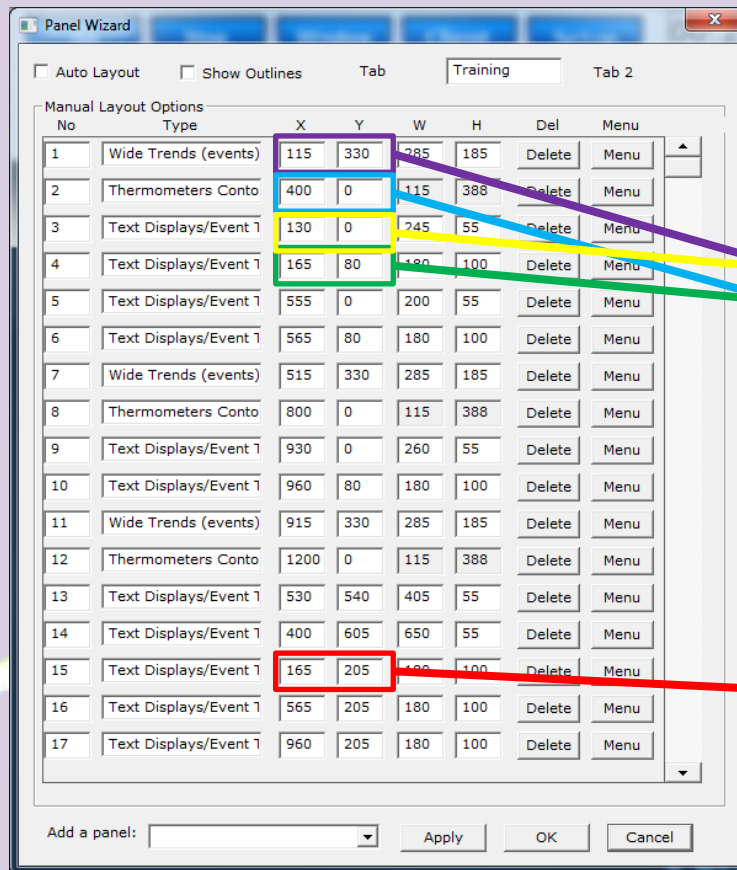 Panel Wizard
Auto Layout Show Outlines Tab Training Tab 2
Manual Layout Options
No Type X Y W H Del Menu
1 Wide Trends (events) 115 330 285 185 Delete Menu
2 Thermometers Conto 400 0 115 388 Delete Menu
3 Text Displays/Event T 130 0 245 55 Delete Menu
4 Text Displays/Event T 165 80 180 100 Delete Menu
5 Text Displays/Event T 555 0 200 55 Delete Menu
6 Text Displays/Event T 565 80 180 100 Delete Menu
7 Wide Trends (events) 515 330 285 185 Delete Menu
8 Thermometers Conto 800 0 115 388 Delete Menu
9 Text Displays/Event T 930 0 260 55 Delete Menu
10 Text Displays/Event T 960 80 180 100 Delete Menu
11 Wide Trends (events) 915 330 285 185 Delete Menu
12 Thermometers Conto 1200 0 115 388 Delete Menu
13 Text Displays/Event T 530 540 405 55 Delete Menu
14 Text Displays/Event T 400 605 650 55 Delete Menu
15 Text Displays/Event T 165 205 180 100 Delete Menu
16 Text Displays/Event T 565 205 180 100 Delete Menu
17 Text Displays/Event T 960 205 180 100 Delete Menu
Add a panel: Apply OK Cancel